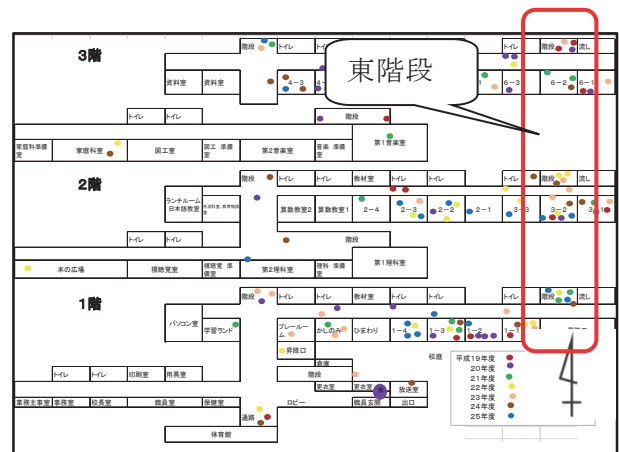 3階
階段 トイレ トイレ 階段 流し
東階段
資料室 資料室 4-3 6-3 6-2 6-1
トイレ トイレ 階段
家庭科準備室 家庭科室 図工室 図工 準備室 第2音楽室 音楽 準備室 第1音楽室
2階
階段 トイレ トイレ 教材室 トイレ トイレ 階段 流し
ランチルーム 日本語教室 算数教室2 算数教室1 2-4 2-3 2-2 2-1 3-3 3-2 3-1
トイレ トイレ 階段
本の広場 視聴覚室 視聴覚 準備室 第2理科室 理科 準備室 第1理科室
1階
階段 トイレ トイレ 教材室 トイレ トイレ 階段 流し
パソコン室 学習ランド プレールーム かしのみ ひまわり 1-4 1-3 1-2 1-1
昇降口
校庭
倉庫
トイレ トイレ 印刷室 用具室 階段
更衣室 更衣室 放送室
業務主事室 事務室 校長室 職員室 保健室 ロビー 職員玄関 出口
通路
体育館
平成19年度
20年度
21年度
22年度
23年度
24年度
25年度